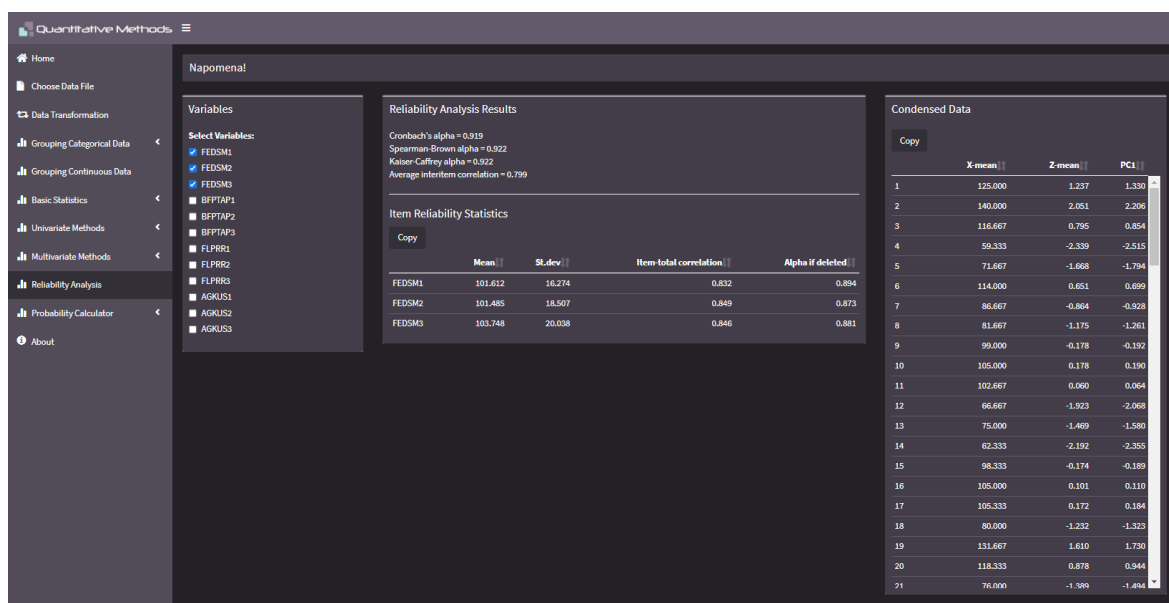 Quantitative Methods
Home
Choose Data File
Data Transformation
Grouping Categorical Data
Grouping Continuous Data
Basic Statistics
Univariate Methods
Multivariate Methods
Reliability Analysis
Probability Calculator
About
Napomena!
Variables
Select Variables:
FEDSM1
FEDSM2
FEDSM3
BFPTAP1
BFPTAP2
BFPTAP3
FLPRR1
FLPRR2
FLPRR3
AGKUS1
AGKUS2
AGKUS3
Reliability Analysis Results
Cronbach's alpha = 0.919
Spearman-Brown alpha = 0.922
Kaiser-Caffrey alpha = 0.922
Average interitem correlation = 0.799
Item Reliability Statistics
Copy
Mean St.dev Item-total correlation Alpha if deleted
FEDSM1 101.612 16.274 0.832 0.894
FEDSM2 101.485 18.507 0.849 0.873
FEDSM3 103.748 20.038 0.846 0.881
Condensed Data
Copy
X-mean Z-mean PC1
1 125.000 1.237 1.330
2 140.000 2.051 2.206
3 116.667 0.795 0.854
4 59.333 -2.339 -2.515
5 71.667 -1.668 -1.794
6 114.000 0.651 0.699
7 86.667 -0.864 -0.928
8 81.667 -1.175 -1.261
9 99.000 -0.178 -0.192
10 105.000 0.178 0.190
11 102.667 0.060 0.064
12 66.667 -1.923 -2.068
13 75.000 -1.469 -1.580
14 62.333 -2.192 -2.355
15 98.333 -0.174 -0.189
16 105.000 0.101 0.110
17 105.333 0.172 0.184
18 80.000 -1.232 -1.323
19 131.667 1.610 1.730
20 118.333 0.878 0.944
21 76.000 -1.389 -1.494